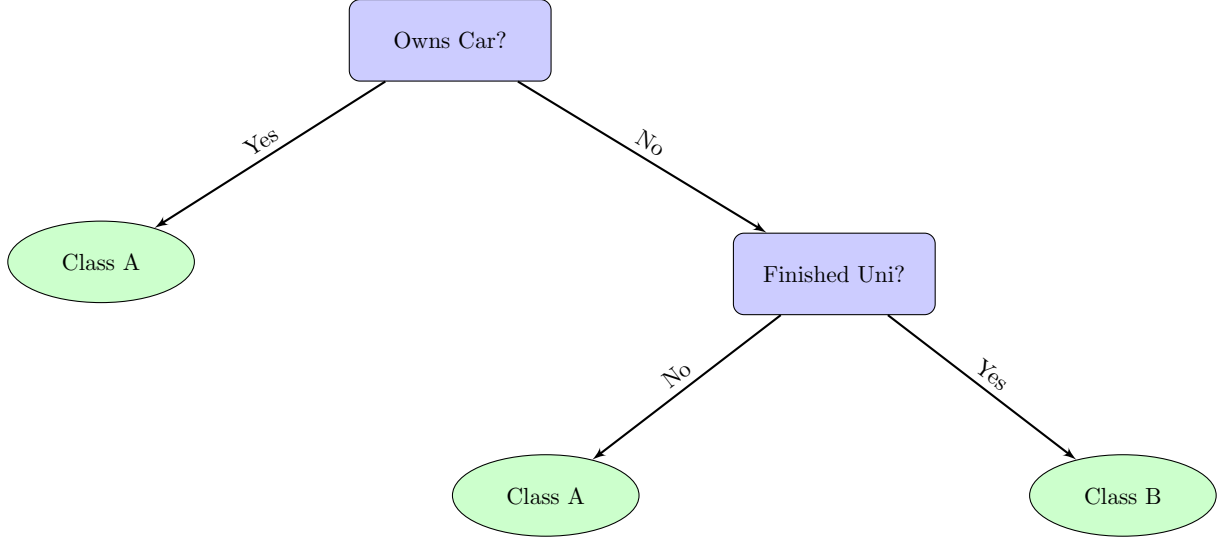 Owns Car?
Yes
No
Class A
Finished Uni?
No
Yes
Class A
Class B